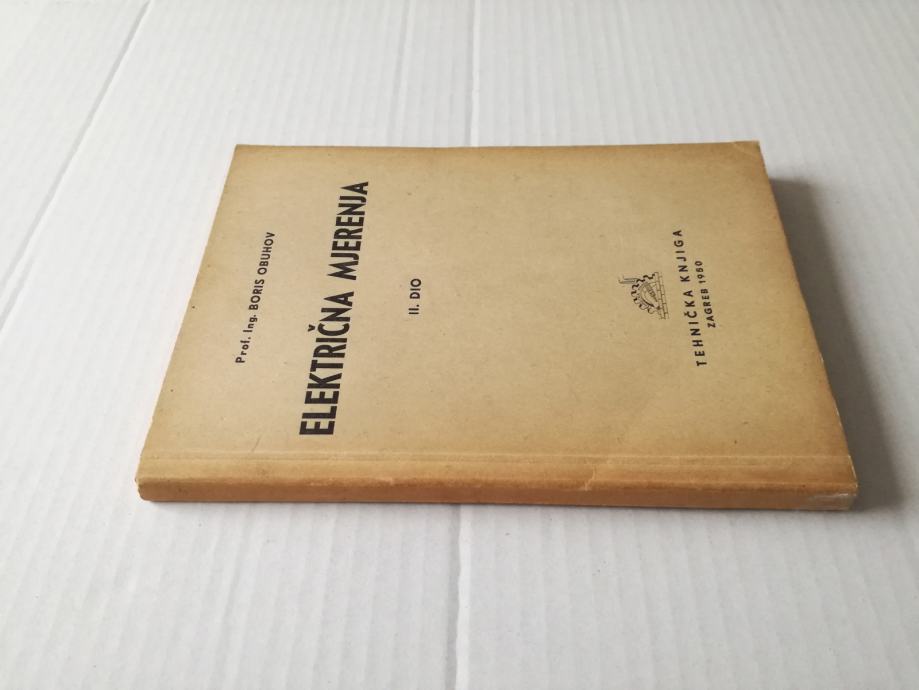 Prof. Ing. BORIS OBUHOV
ELEKTRIČNA MJERENJA
II. DIO
TEHNIČKA KNJIGA
ZAGREB 1950